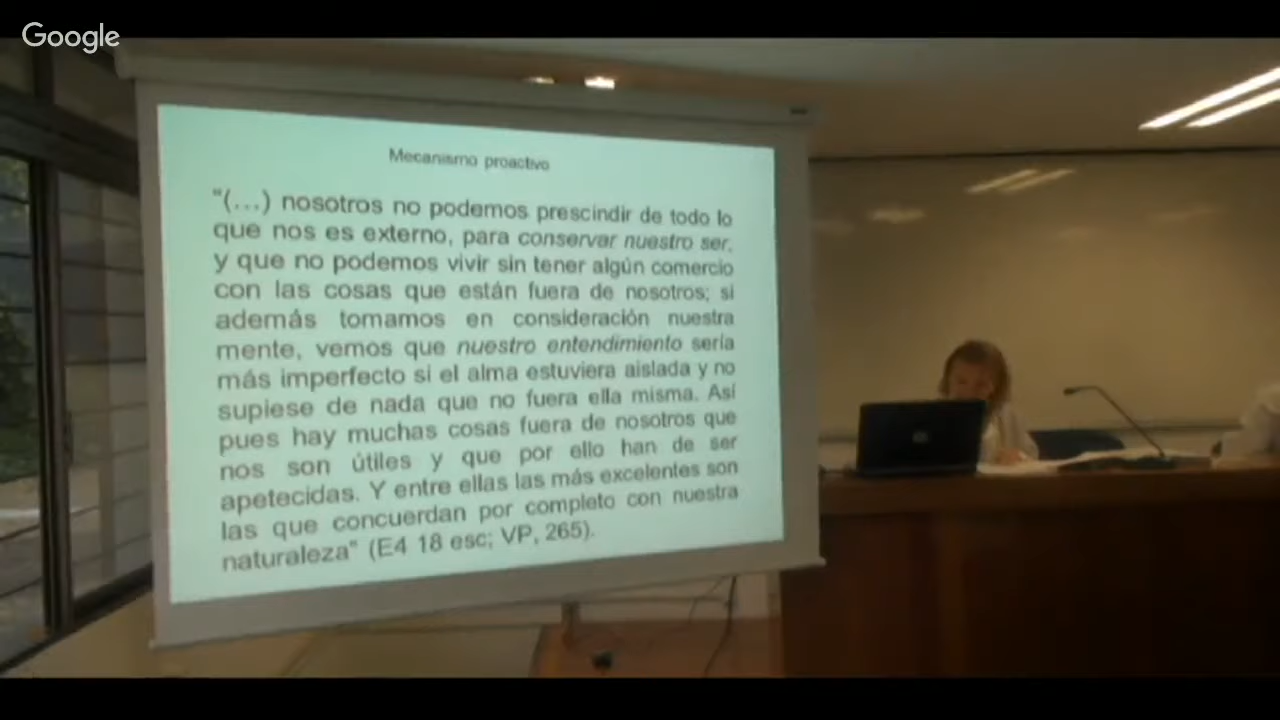 Google
Mecanismo proactivo
"(...) nosotros no podemos prescindir de todo lo
que nos es externo, para conservar nuestro ser,
y que no podemos vivir sin tener algún comercio
con las cosas que están fuera de nosotros; si
además tomamos en consideración nuestra
mente, vemos que nuestro entendimiento sería
más imperfecto si el alma estuviera aislada y no
supiese de nada que no fuera ella misma. Así
pues hay muchas cosas fuera de nosotros que
nos son útiles y que por ello han de ser
apetecidas. Y entre ellas las más excelentes son
las que concuerdan por completo con nuestra
naturaleza" (E4 18 esc; VP, 265).